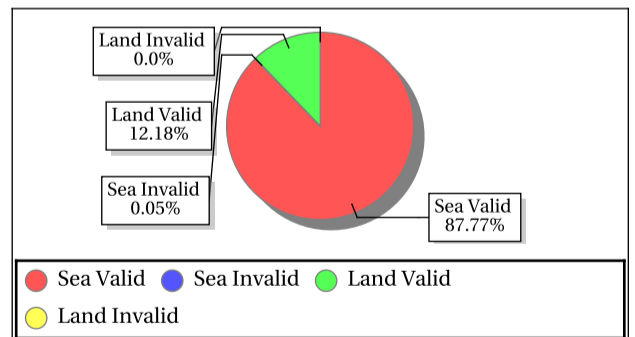 Land Invalid
0.0%
Land Valid
12.18%
Sea Invalid
0.05%
Sea Valid
87.77%
Sea Valid Sea Invalid Land Valid
Land Invalid